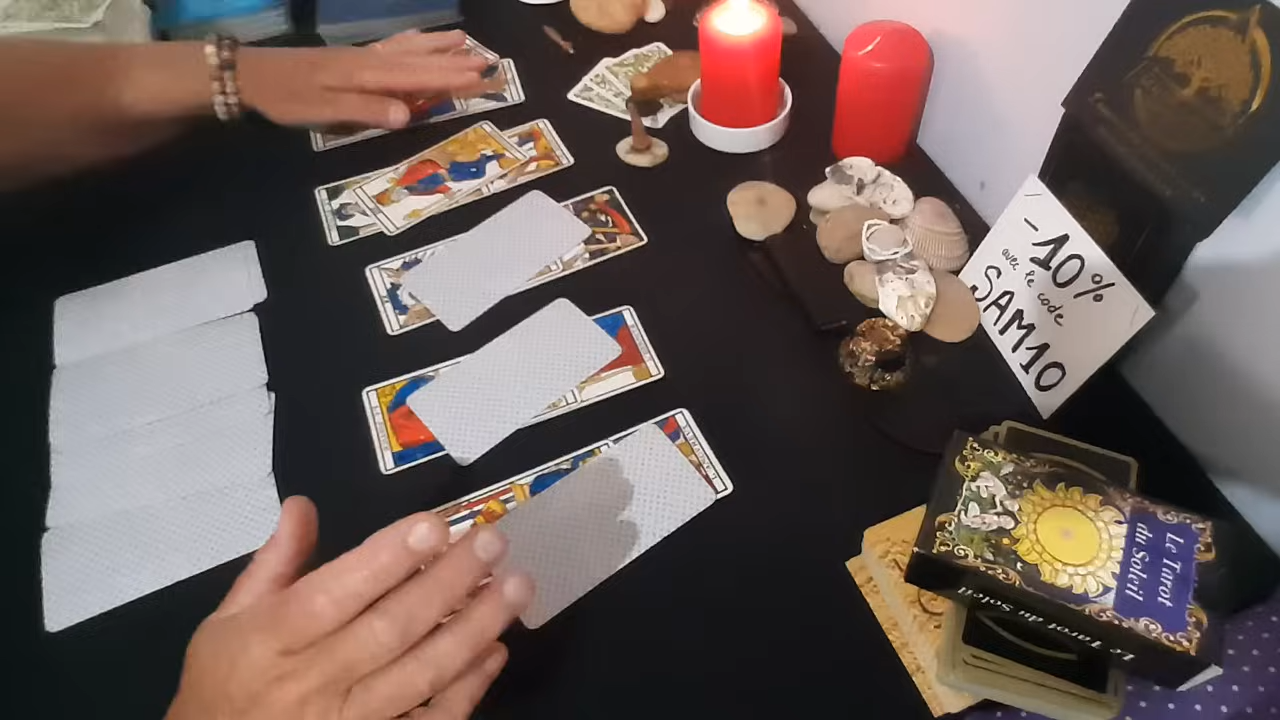 -10%
avec le code
SAM10
Le Tarot
du Soleil
Le Tarot du Soleil